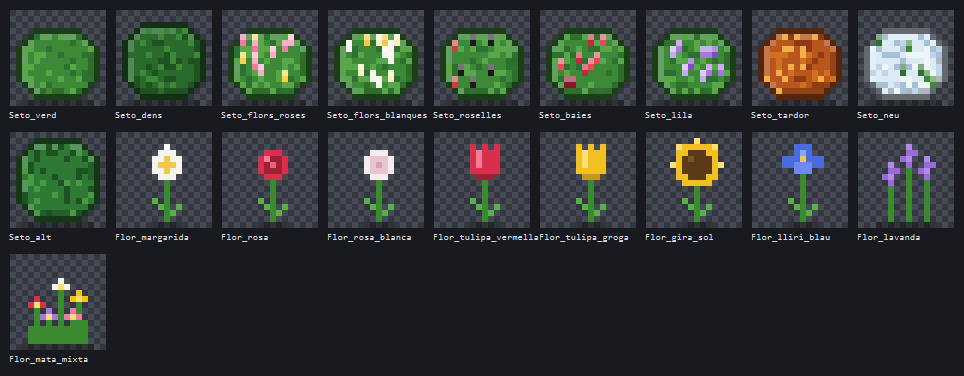 Seto_verd
Seto_dens
Seto_flors_roses
Seto_flors_blanques
Seto_roselles
Seto_baies
Seto_lila
Seto_tardor
Seto_neu
Seto_alt
Flor_margarida
Flor_rosa
Flor_rosa_blanca
Flor_tulipa_vermella
Flor_tulipa_groga
Flor_gira_sol
Flor_lliri_blau
Flor_lavanda
Flor_mata_mixta